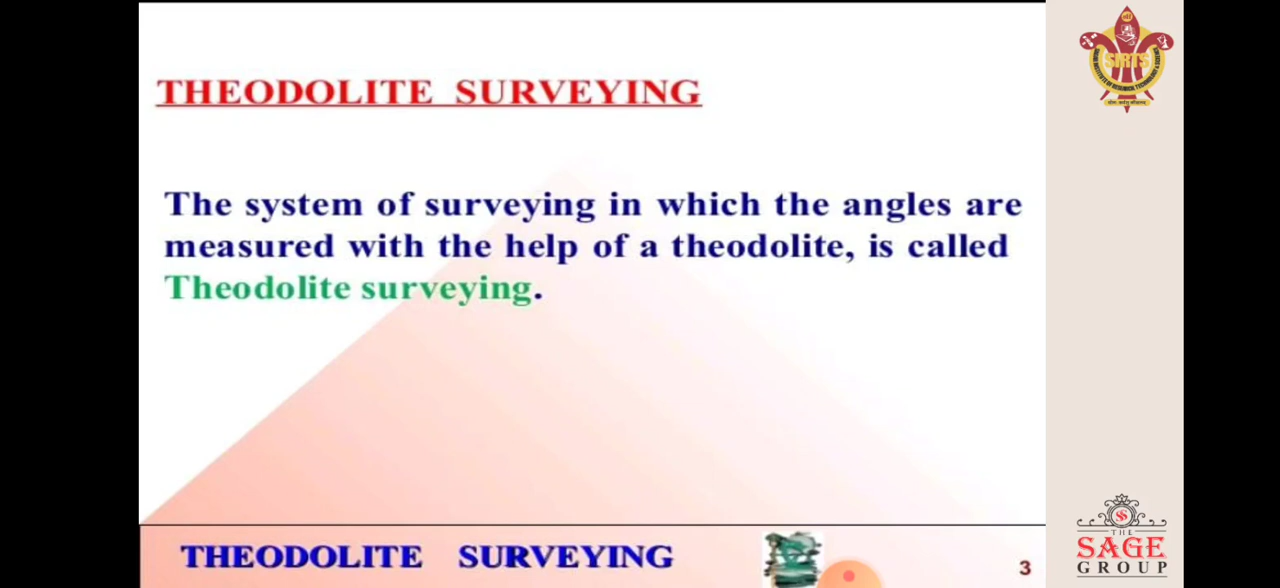 THEODOLITE SURVEYING
The system of surveying in which the angles are
measured with the help of a theodolite, is called
Theodolite surveying.
THEODOLITE SURVEYING
3
SIRTS
THE
SAGE
GROUP